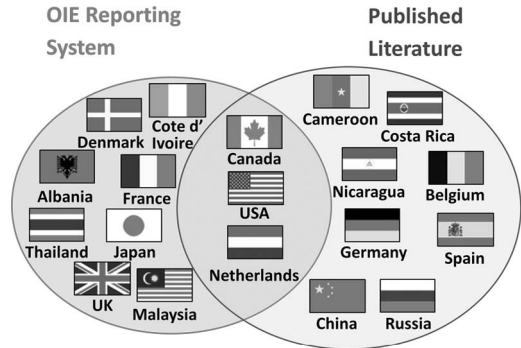 OIE Reporting
System
Published
Literature
Denmark
Cote d'
Ivoire
Albania
France
Thailand
Japan
UK
Malaysia
Canada
USA
Netherlands
Cameroon
Costa Rica
Nicaragua
Belgium
Germany
Spain
China
Russia